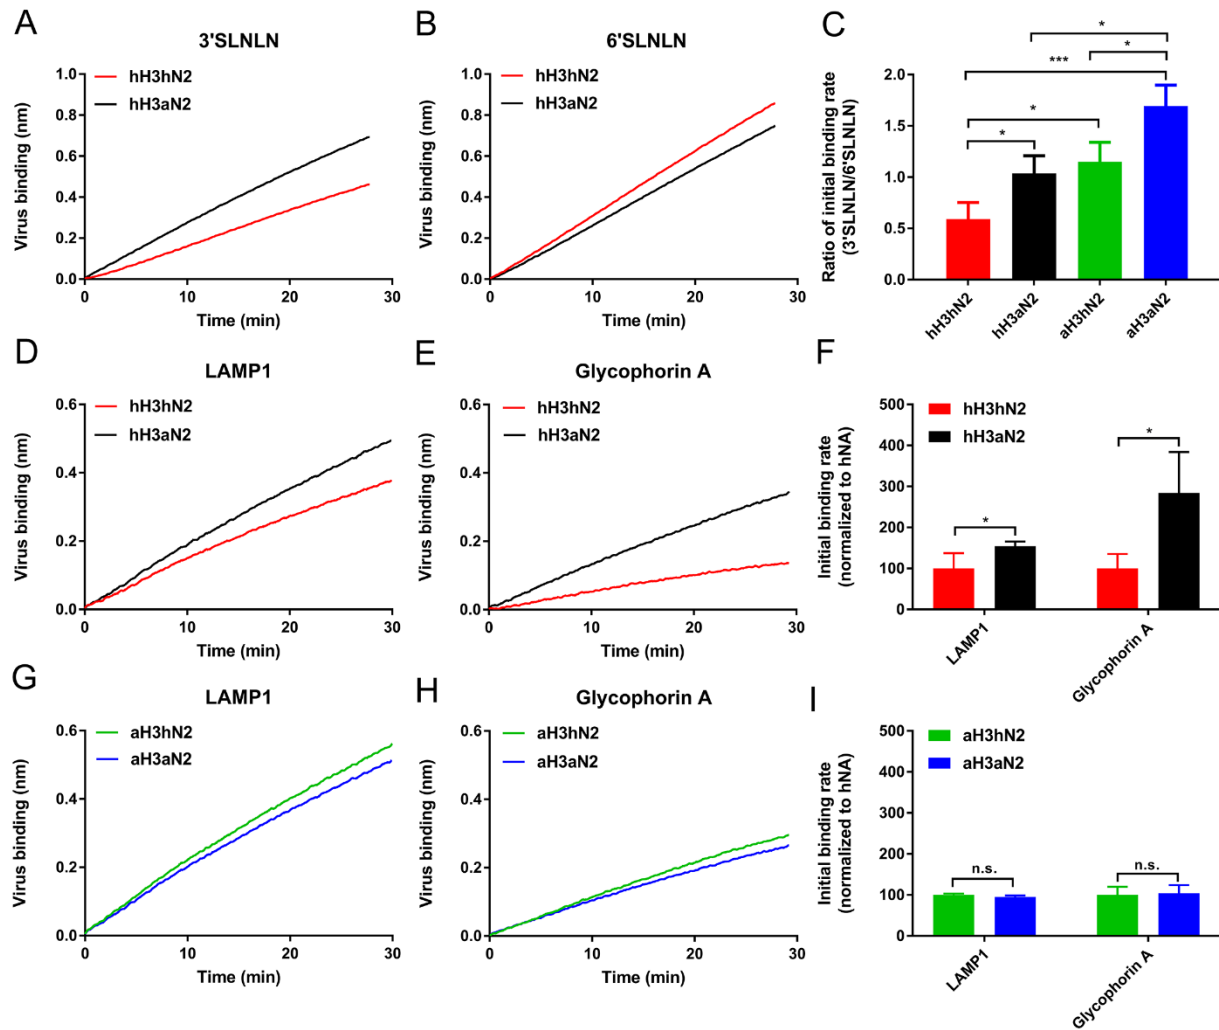 A
3'SLNLN
hH3hN2
hH3aN2
Virus binding (nm)
1.0
0.8
0.6
0.4
0.2
0.0
0 10 20 30
Time (min)
B
6'SLNLN
hH3hN2
hH3aN2
Virus binding (nm)
1.0
0.8
0.6
0.4
0.2
0.0
0 10 20 30
Time (min)
C
*
*
***
*
*
Ratio of initial binding rate
(3'SLNLN/6'SLNLN)
2.0
1.5
1.0
0.5
0.0
hH3hN2
hH3aN2
aH3hN2
aH3aN2
D
LAMP1
hH3hN2
hH3aN2
Virus binding (nm)
0.6
0.4
0.2
0.0
0 10 20 30
Time (min)
E
Glycophorin A
hH3hN2
hH3aN2
Virus binding (nm)
0.6
0.4
0.2
0.0
0 10 20 30
Time (min)
F
hH3hN2
hH3aN2
*
*
Initial binding rate
(normalized to hNA)
500
400
300
200
100
0
LAMP1
Glycophorin A
G
LAMP1
aH3hN2
aH3aN2
Virus binding (nm)
0.6
0.4
0.2
0.0
0 10 20 30
Time (min)
H
Glycophorin A
aH3hN2
aH3aN2
Virus binding (nm)
0.6
0.4
0.2
0.0
0 10 20 30
Time (min)
I
aH3hN2
aH3aN2
n.s.
n.s.
Initial binding rate
(normalized to hNA)
500
400
300
200
100
0
LAMP1
Glycophorin A